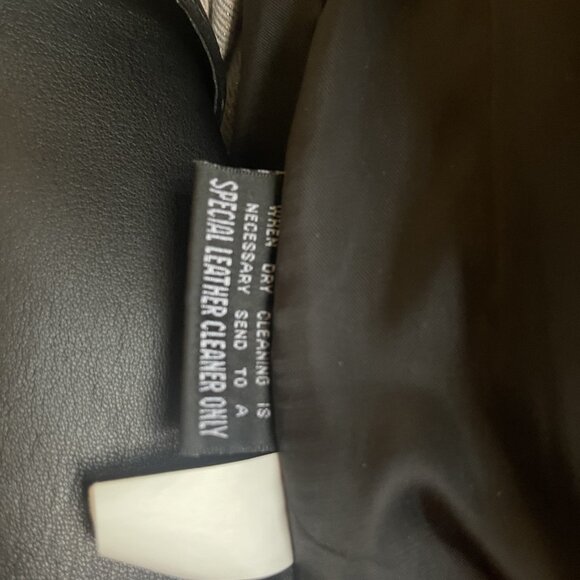 WHEN DRY CLEANING IS
NECESSARY SEND TO A
SPECIAL LEATHER CLEANER ONLY